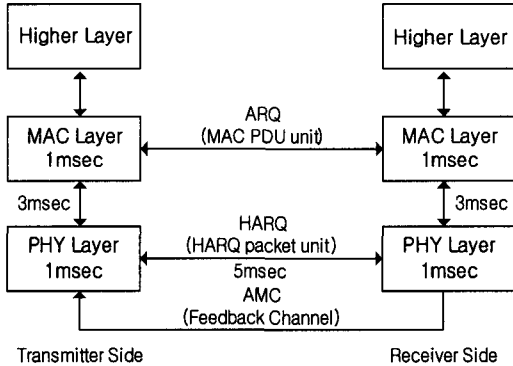 Higher Layer
Higher Layer
ARQ
(MAC PDU unit)
MAC Layer
1msec
MAC Layer
1msec
3msec
3msec
HARQ
(HARQ packet unit)
5msec
PHY Layer
1msec
PHY Layer
1msec
AMC
(Feedback Channel)
Transmitter Side
Receiver Side